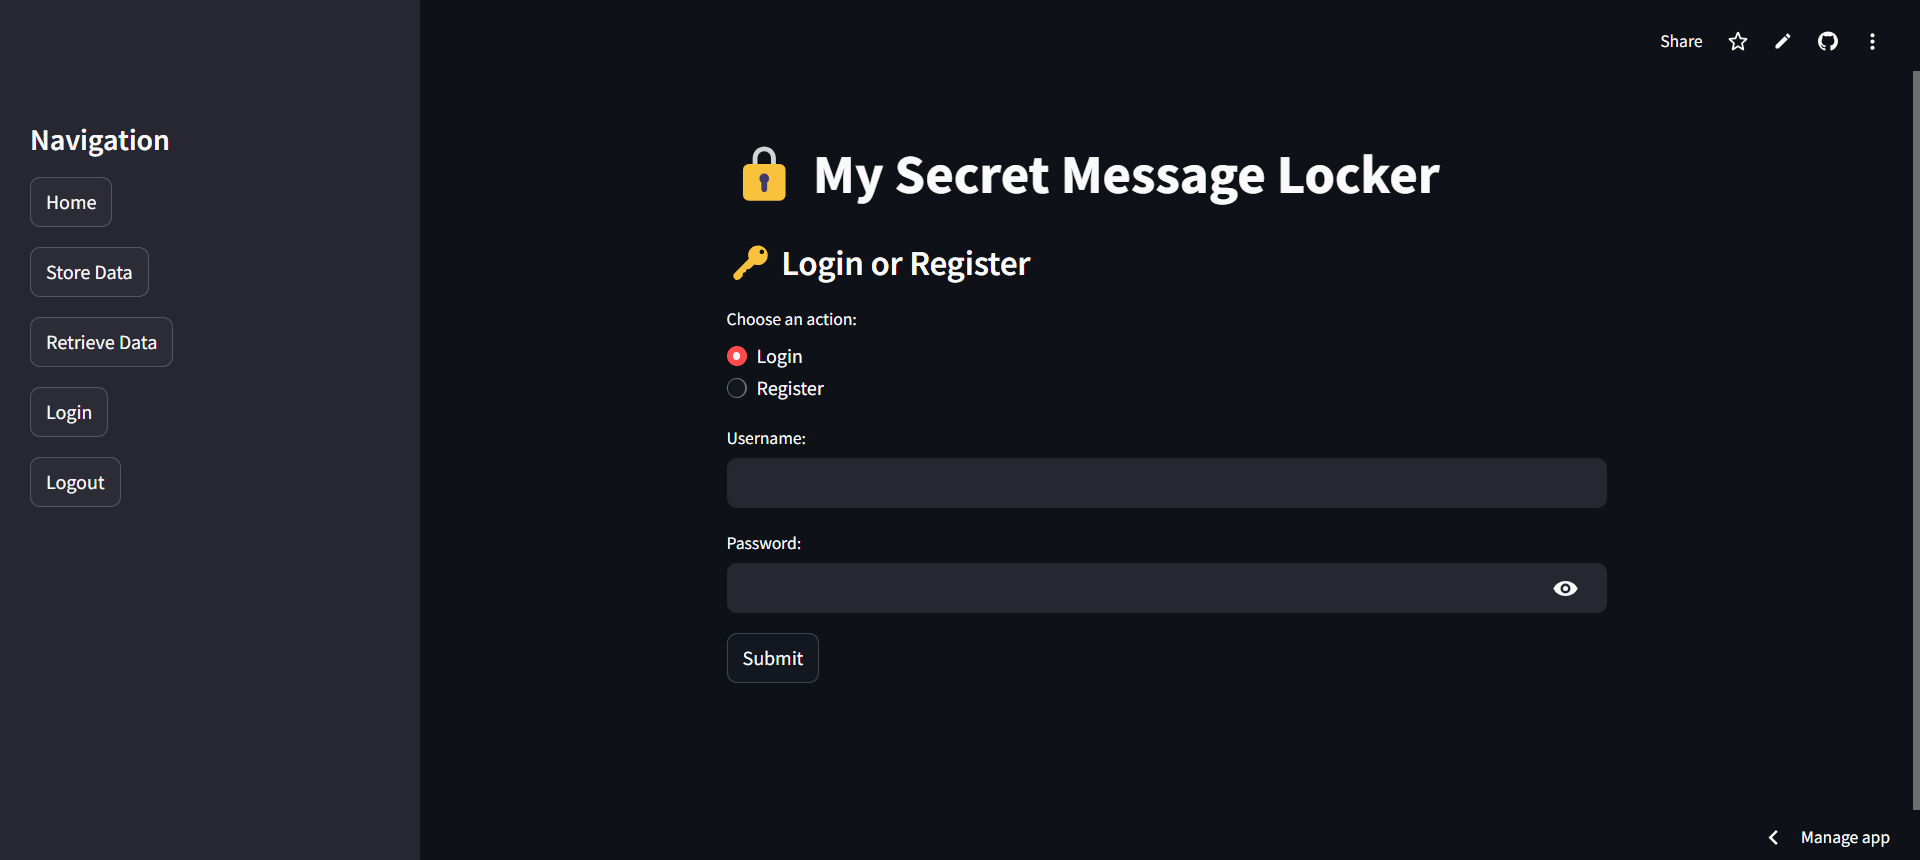 Share
Navigation
Home
Store Data
Retrieve Data
Login
Logout
My Secret Message Locker
Login or Register
Choose an action:
Login
Register
Username:
Password:
Submit
Manage app